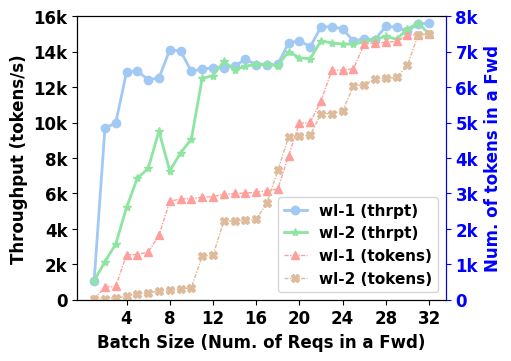 Throughput (tokens/s)
16k
14k
12k
10k
8k
6k
4k
2k
0
8k
7k
6k
5k
4k
3k
2k
1k
0
Num. of tokens in a Fwd
wl-1 (thrpt)
wl-2 (thrpt)
wl-1 (tokens)
wl-2 (tokens)
4 8 12 16 20 24 28 32
Batch Size (Num. of Reqs in a Fwd)